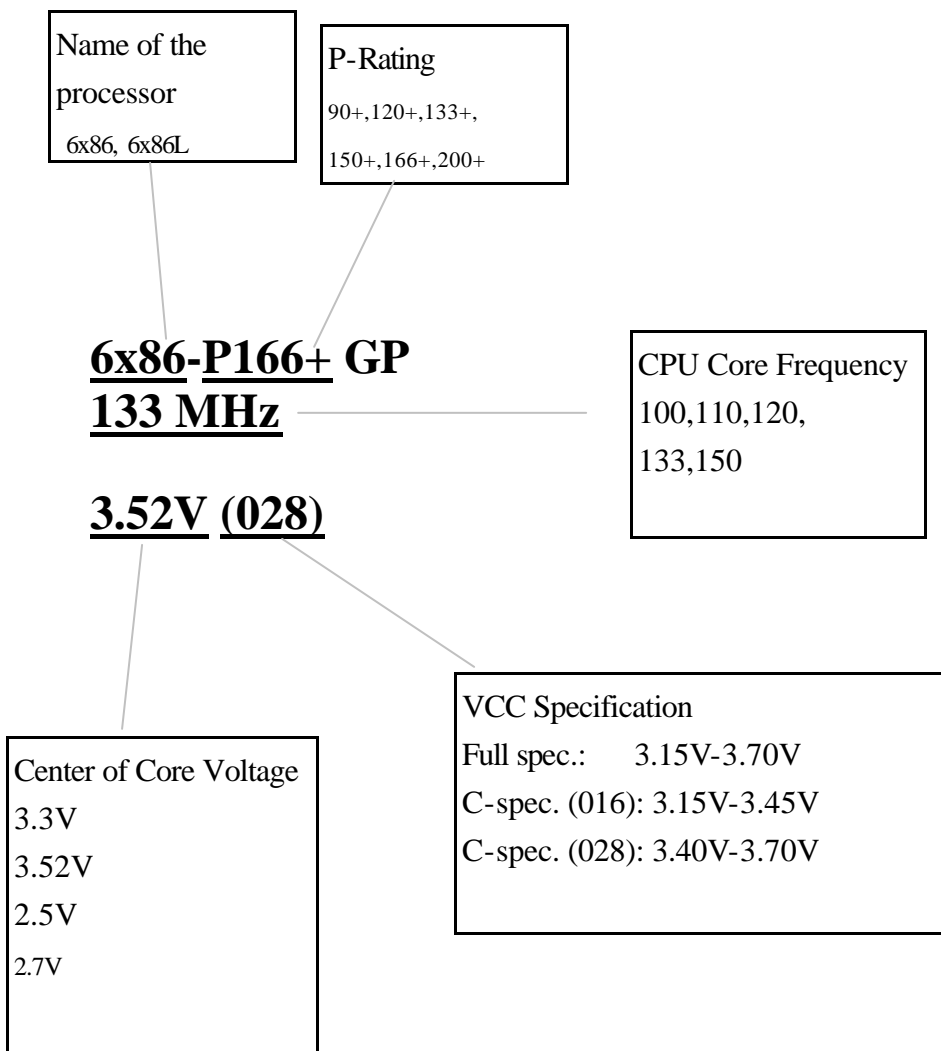 Name of the
processor
6x86, 6x86L
P-Rating
90+,120+,133+,
150+,166+,200+
6x86-P166+ GP
133 MHz
3.52V (028)
CPU Core Frequency
100,110,120,
133,150
VCC Specification
Full spec.: 3.15V-3.70V
C-spec. (016): 3.15V-3.45V
C-spec. (028): 3.40V-3.70V
Center of Core Voltage
3.3V
3.52V
2.5V
2.7V